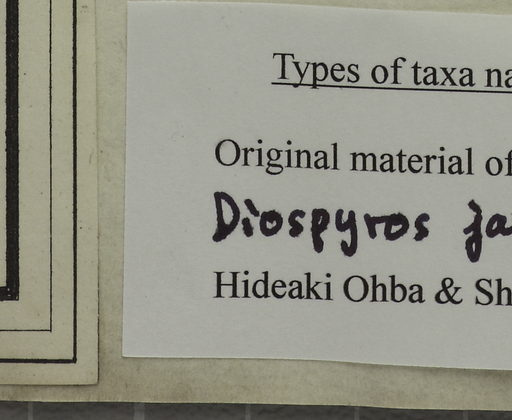 Types of taxa na
Original material of
Diospyros ja
Hideaki Ohba & Sh